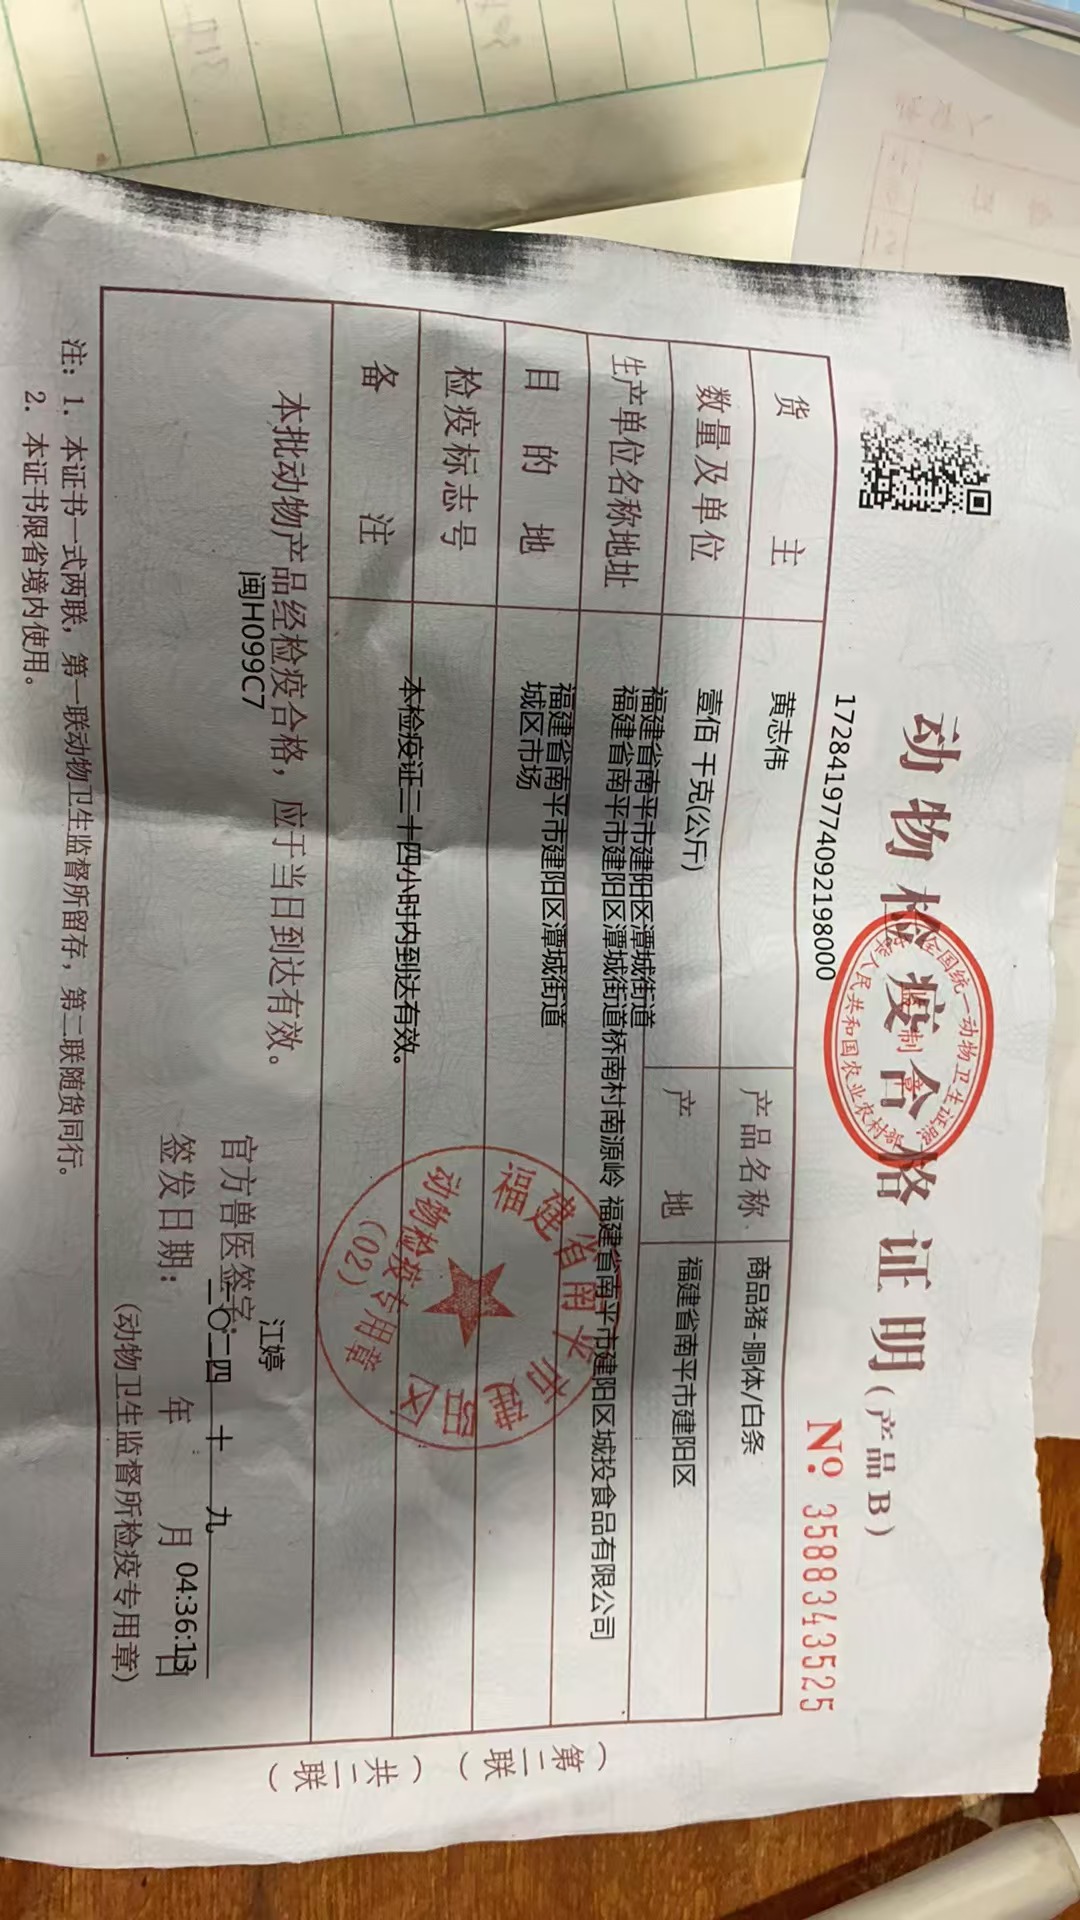 动物检疫合格证明(产品B)
1728419774092198000
No. 3588343525
全国统一动物卫生证照
监制章
中华人民共和国农业农村部
货主 黄志伟 产品名称 商品猪-胴体/白条
数量及单位 壹佰 千克(公斤) 产地 福建省南平市建阳区
生产单位名称地址 福建省南平市建阳区潭城街道
福建省南平市建阳区潭城街道桥南村南源岭 福建省南平市建阳区城投食品有限公司
目的地 福建省南平市建阳区潭城街道
城区市场
检疫标志号
备注 本检疫证二十四小时内到达有效。
本批动物产品经检疫合格，应于当日到达有效。
闽H099C7
福建省南平市建阳区
动物检疫专用章
(02)
官方兽医签字: 江婷
签发日期: 二〇二四 年 十 月 九 日 04:36:13
(动物卫生监督所检疫专用章)
注: 1. 本证书一式两联，第一联动物卫生监督所留存，第二联随货同行。
2. 本证书限省境内使用。
(第二联) (共二联)